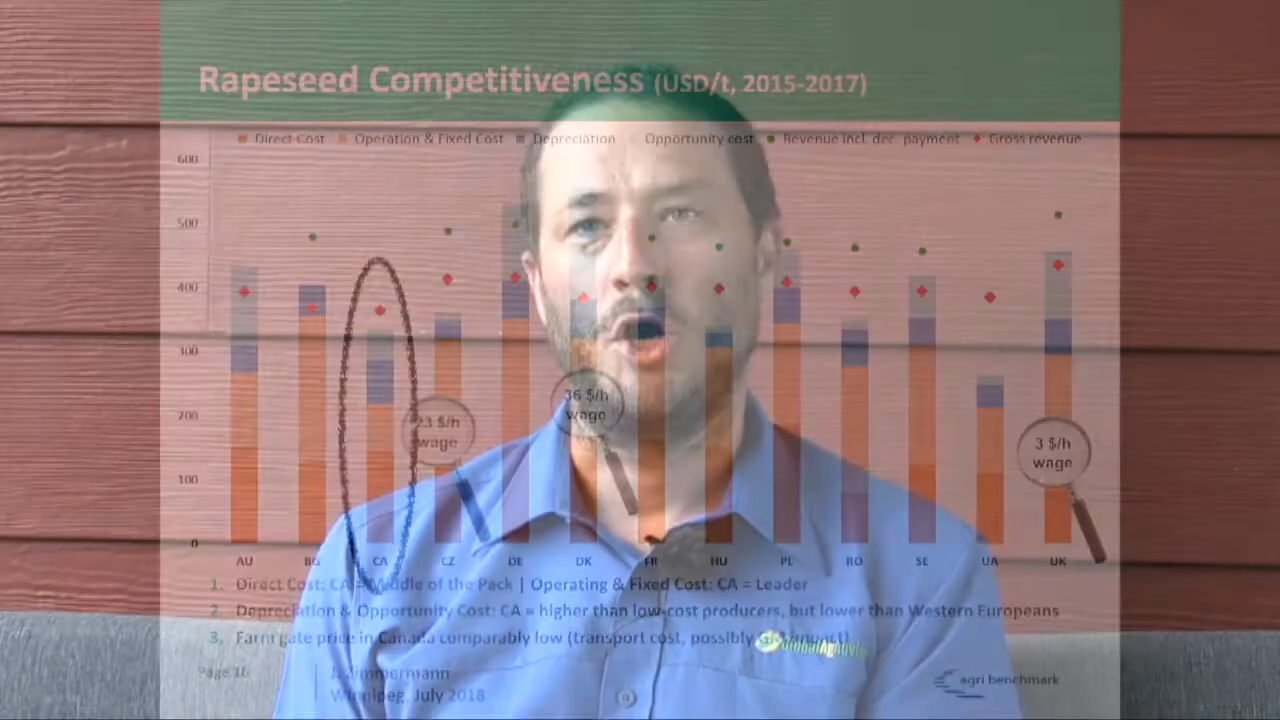 Rapeseed Competitiveness (USD/t, 2015-2017)
Direct Cost Operation & Fixed Cost Depreciation Opportunity cost Revenue incl. dec. payment Gross revenue
600
500
400
300
200
100
0
23 $/h
wage
36 $/h
wage
3 $/h
wage
AU BG CA CZ DE DK FR HU PL RO SE UA UK
1. Direct Cost: CA = Middle of the Pack | Operating & Fixed Cost: CA = Leader
2. Depreciation & Opportunity Cost: CA = higher than low-cost producers, but lower than Western Europeans
3. Farm gate price in Canada comparably low (transport cost, possibly
Page 16
J. Zimmermann
Winnipeg, July 2018
agri benchmark